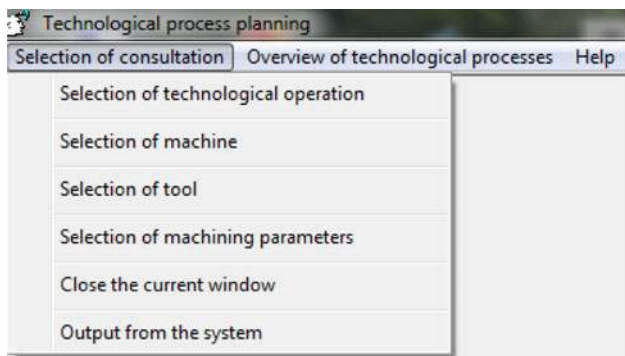 Technological process planning
Selection of consultation Overview of technological processes Help
Selection of technological operation
Selection of machine
Selection of tool
Selection of machining parameters
Close the current window
Output from the system